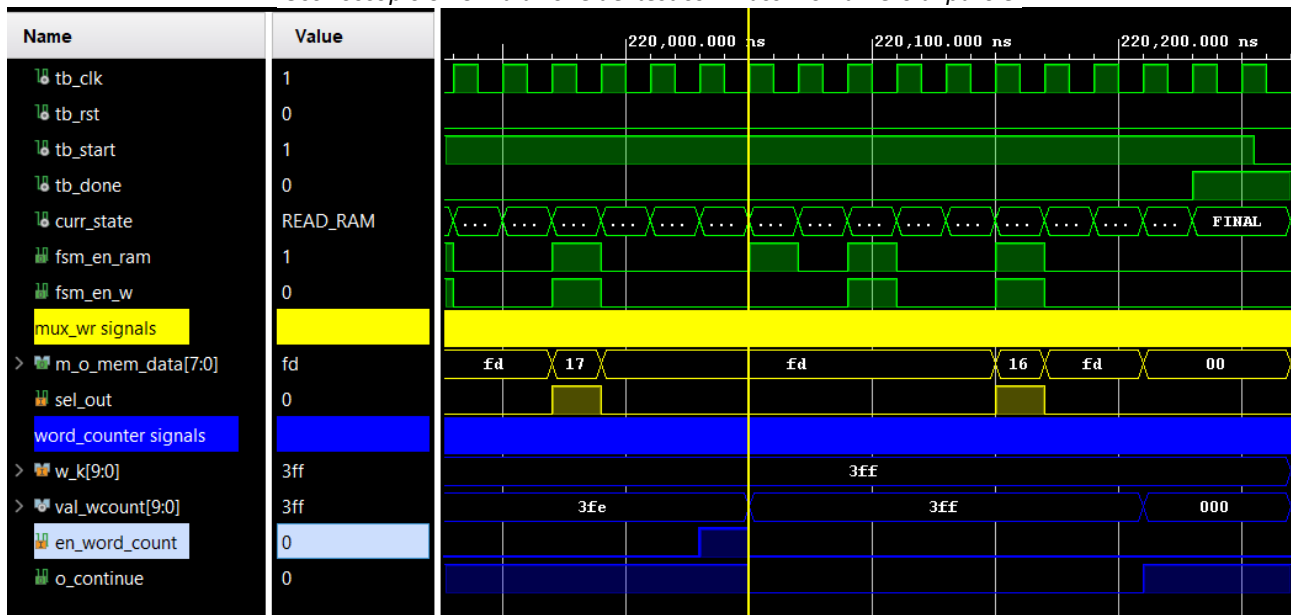 Name Value
220,000.000 ns 220,100.000 ns 220,200.000 ns
tb_clk 1
tb_rst 0
tb_start 1
tb_done 0
curr_state READ_RAM ... ... ... ... ... ... ... ... ... ... ... ... ... ... ... FINAL
fsm_en_ram 1
fsm_en_w 0
mux_wr signals
m_o_mem_data[7:0] fd fd 17 fd 16 fd 00
sel_out 0
word_counter signals
w_k[9:0] 3ff 3ff
val_wcount[9:0] 3ff 3fe 3ff 000
en_word_count 0
o_continue 0